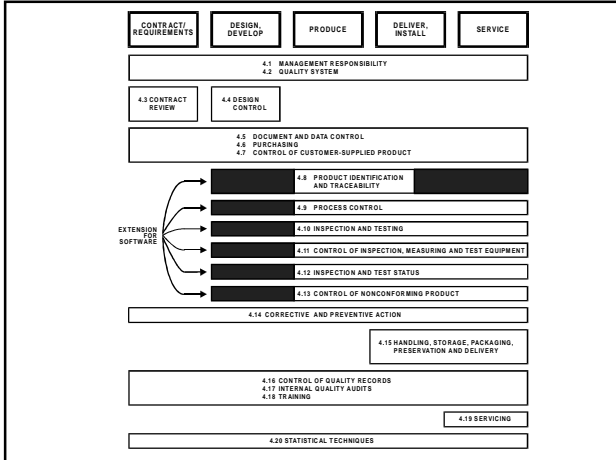 CONTRACT/
REQUIREMENTS
DESIGN,
DEVELOP
PRODUCE
DELIVER,
INSTALL
SERVICE
4.1 MANAGEMENT RESPONSIBILITY
4.2 QUALITY SYSTEM
4.3 CONTRACT
REVIEW
4.4 DESIGN
CONTROL
4.5 DOCUMENT AND DATA CONTROL
4.6 PURCHASING
4.7 CONTROL OF CUSTOMER-SUPPLIED PRODUCT
4.8 PRODUCT IDENTIFICATION
AND TRACEABILITY
4.9 PROCESS CONTROL
EXTENSION
FOR
SOFTWARE
4.10 INSPECTION AND TESTING
4.11 CONTROL OF INSPECTION, MEASURING AND TEST EQUIPMENT
4.12 INSPECTION AND TEST STATUS
4.13 CONTROL OF NONCONFORMING PRODUCT
4.14 CORRECTIVE AND PREVENTIVE ACTION
4.15 HANDLING, STORAGE, PACKAGING,
PRESERVATION AND DELIVERY
4.16 CONTROL OF QUALITY RECORDS
4.17 INTERNAL QUALITY AUDITS
4.18 TRAINING
4.19 SERVICING
4.20 STATISTICAL TECHNIQUES